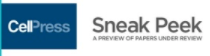 CellPress
Sneak Peek
A PREVIEW OF PAPERS UNDER REVIEW